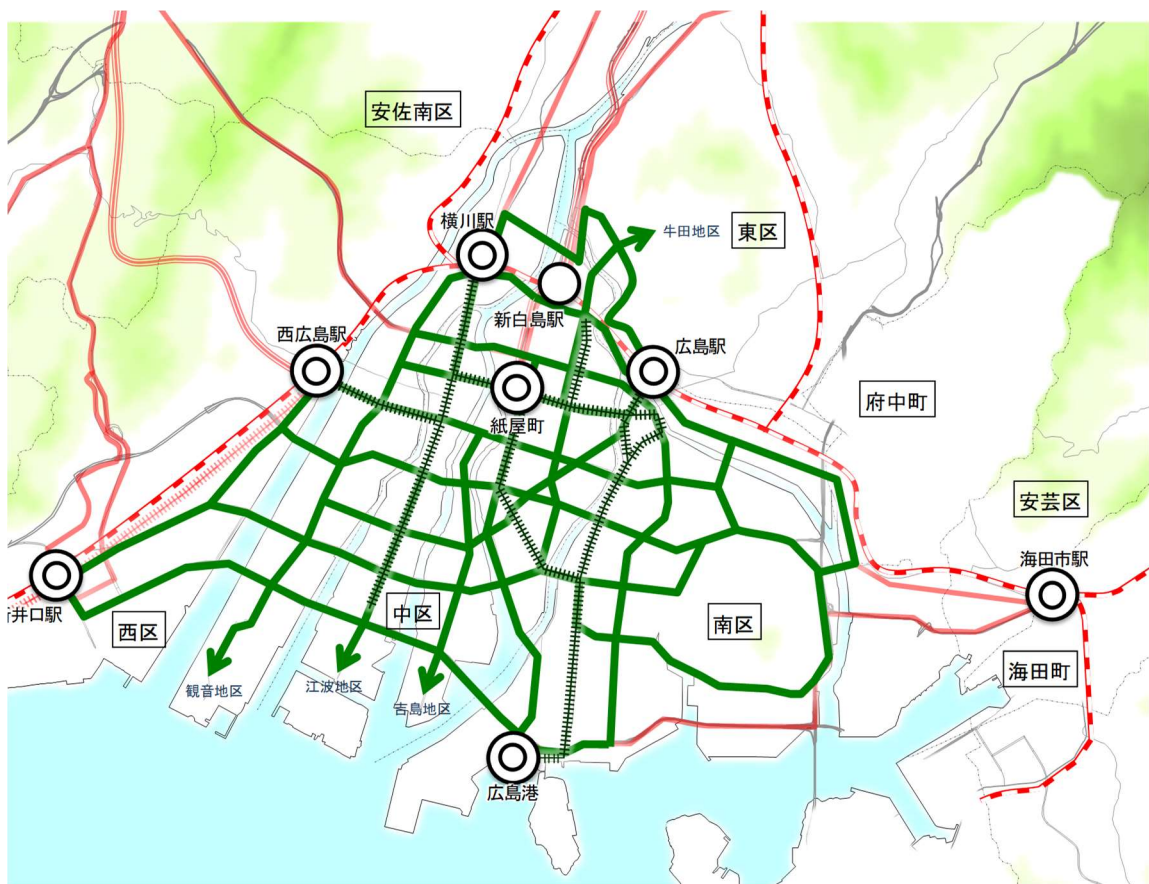 安佐南区
横川駅
牛田地区
東区
新白島駅
西広島駅
広島駅
府中町
紙屋町
安芸区
海田市駅
井口駅
西区
中区
南区
海田町
観音地区
江波地区
吉島地区
広島港